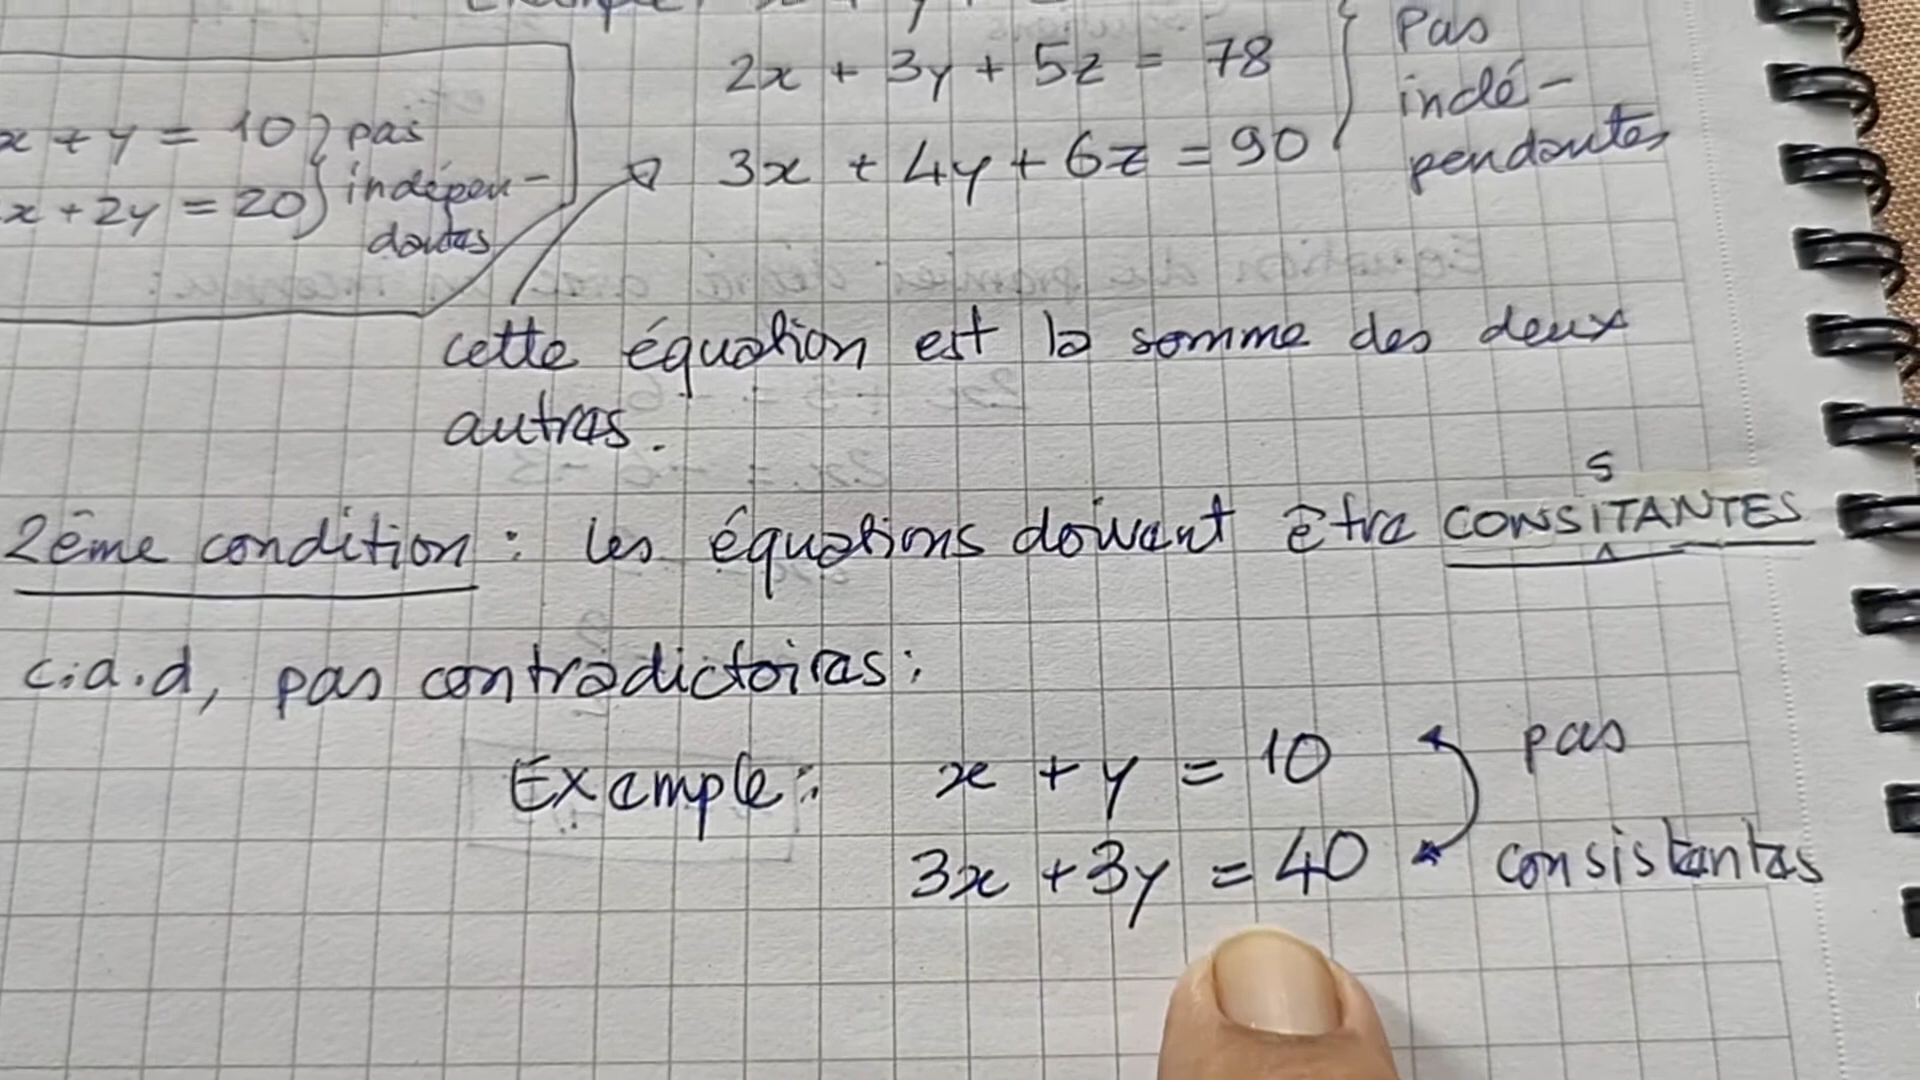 2x + 3y + 5z = 78
3x + 4y + 6z = 90
Pas
indé-
pendantes
x + y = 10 } pas
x + 2y = 20 } indépen-
dantes
cette équation est la somme des deux
autres.
2ème condition : les équations doivent être CONSISTANTES
c.a.d, pas contradictoires :
Exemple : x + y = 10 pas
3x + 3y = 40 consistantes